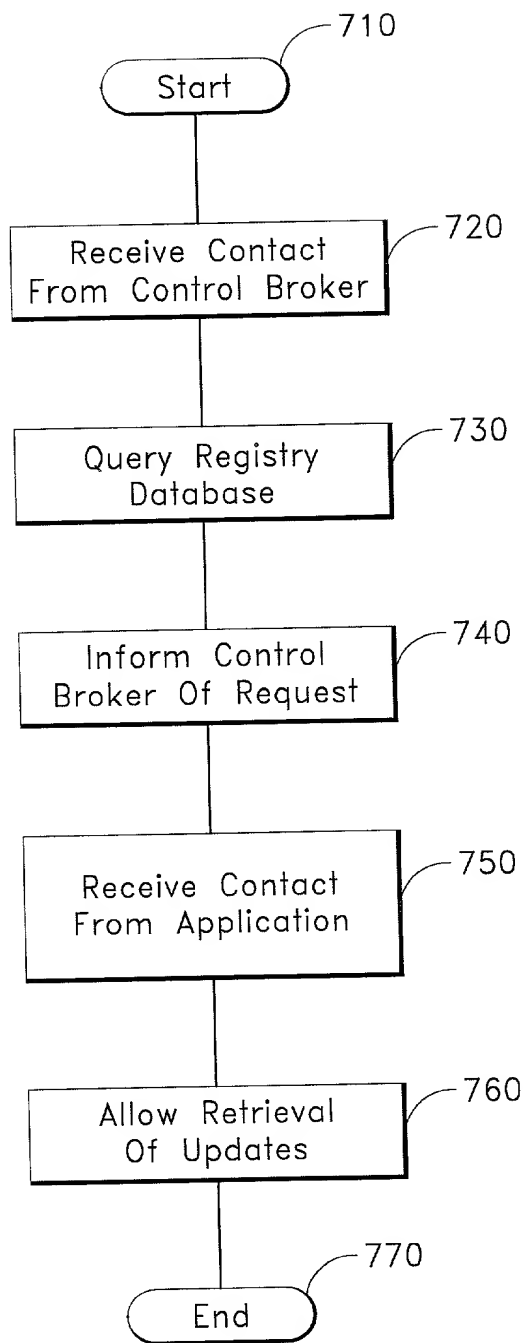 710
Start
720
Receive Contact
From Control Broker
730
Query Registry
Database
740
Inform Control
Broker Of Request
750
Receive Contact
From Application
760
Allow Retrieval
Of Updates
770
End